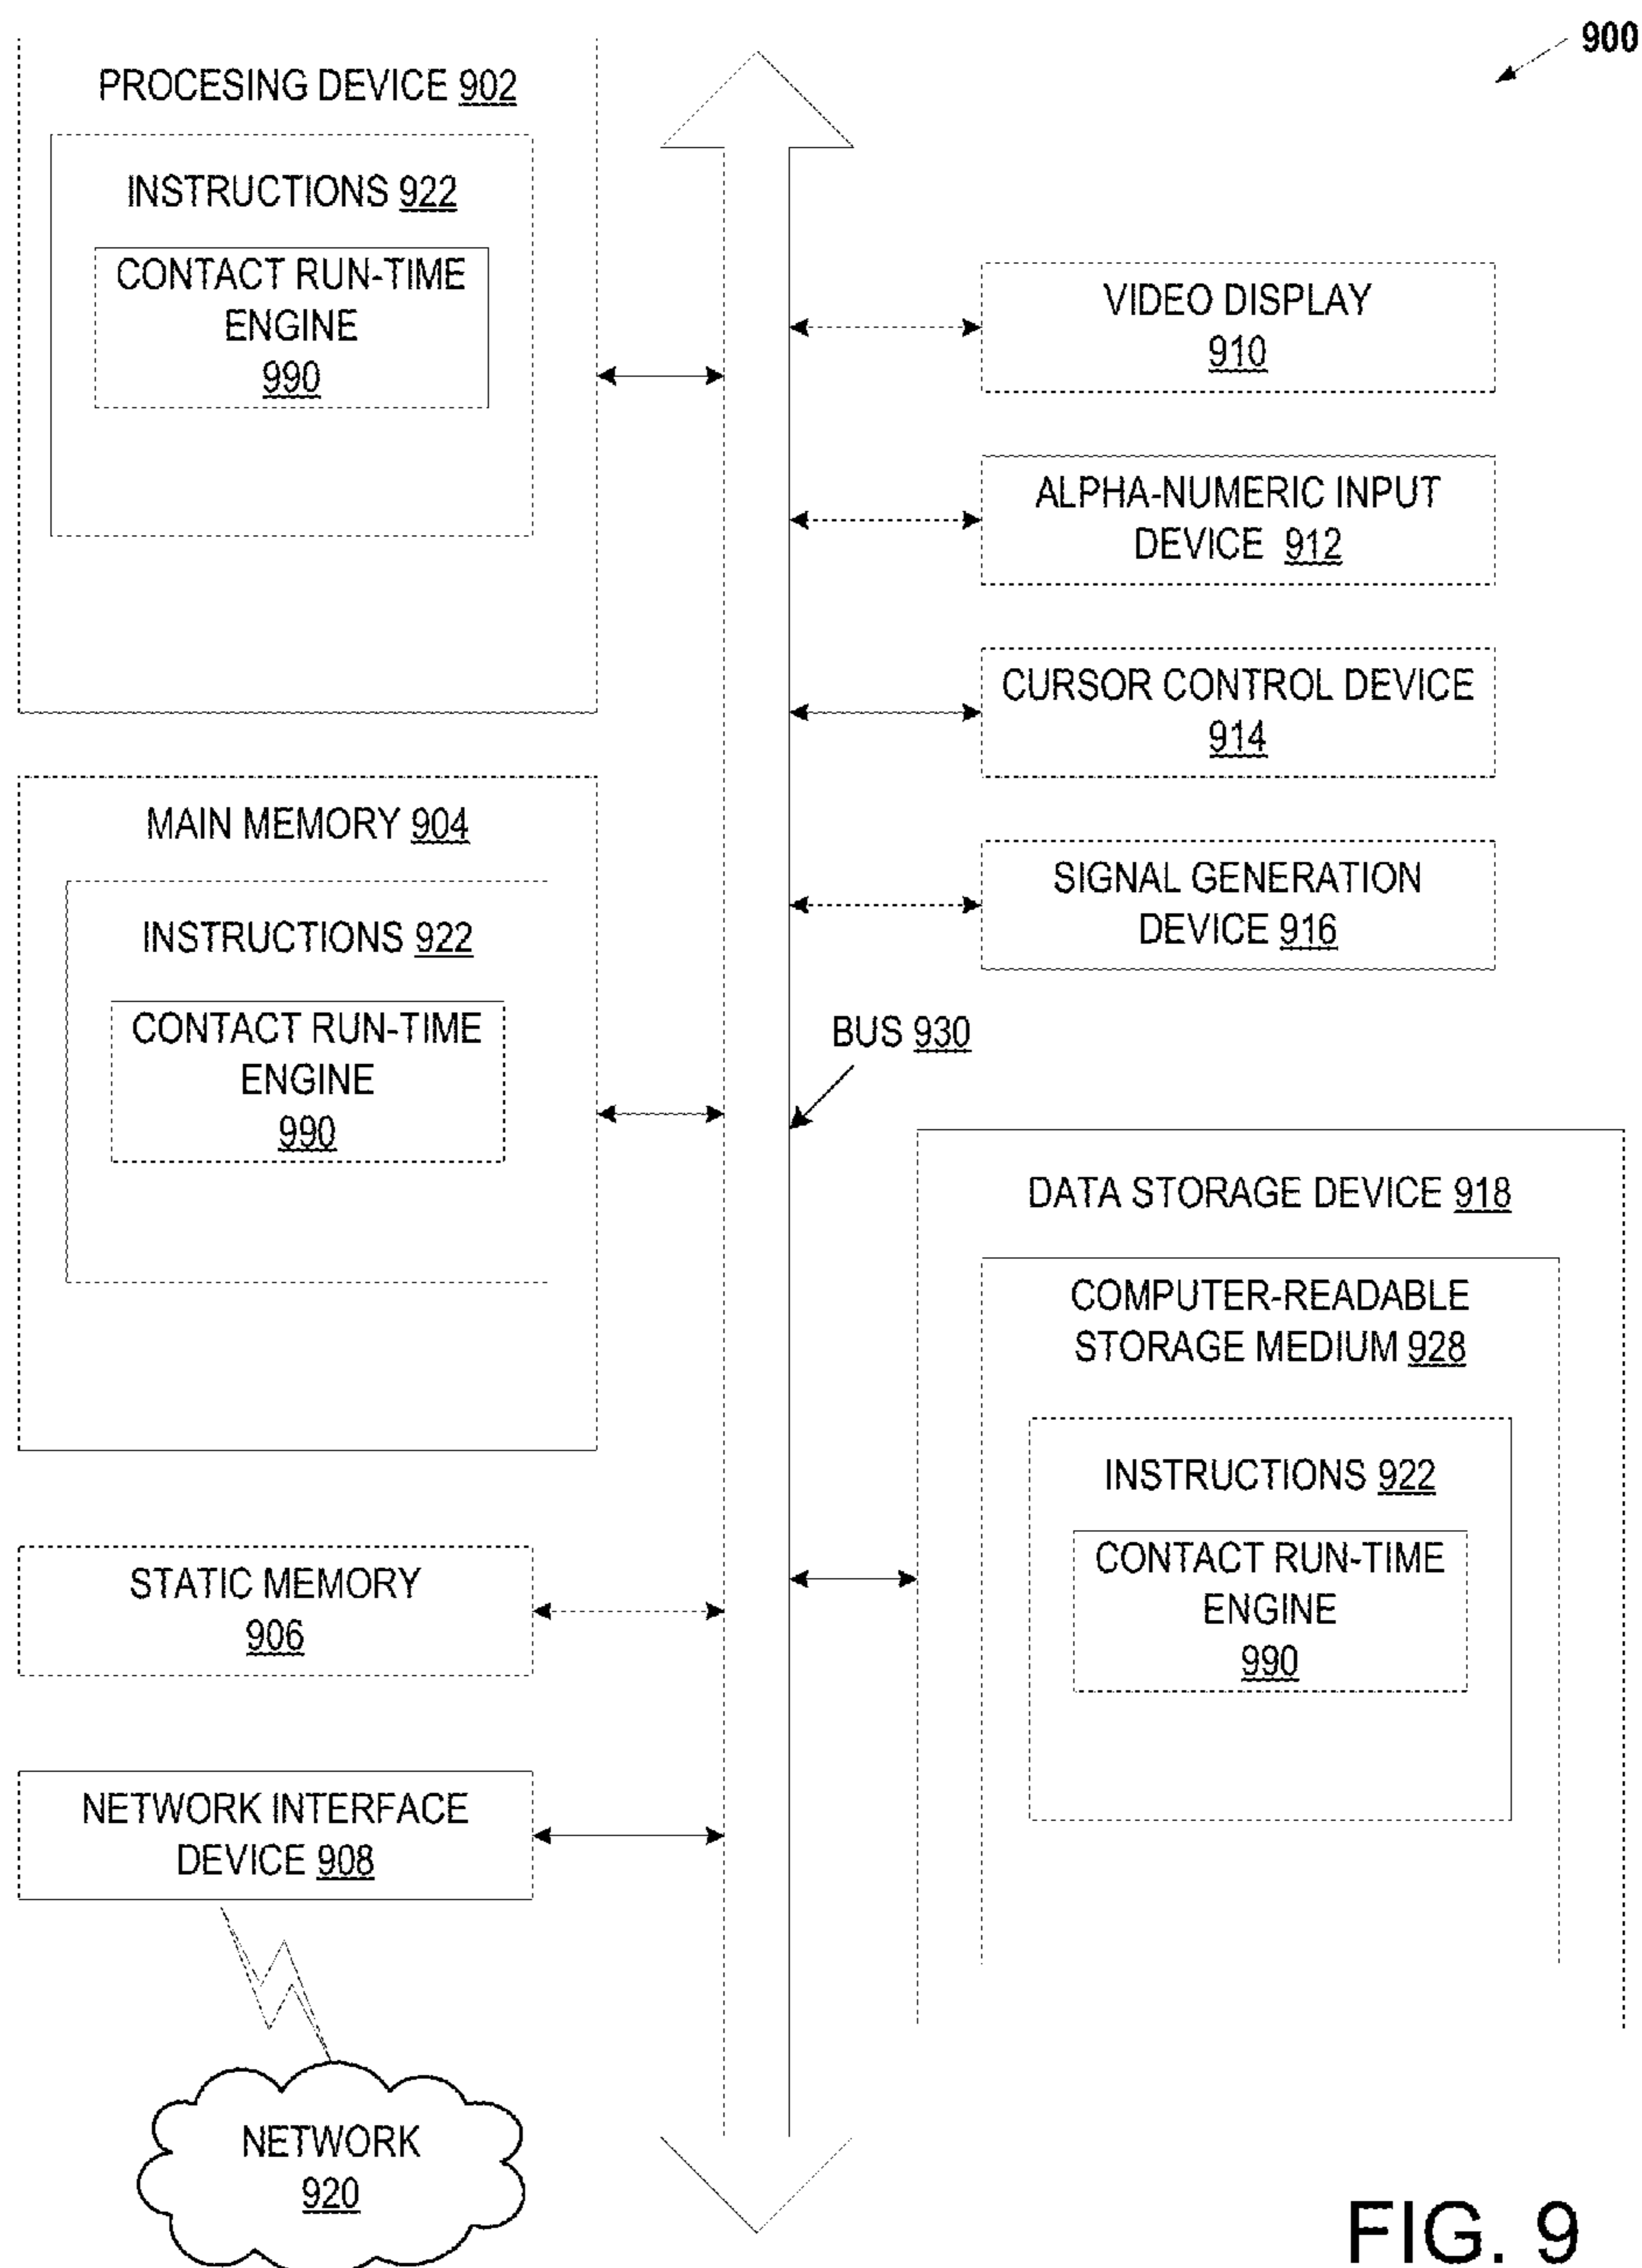 900
PROCESING DEVICE 902
INSTRUCTIONS 922
CONTACT RUN-TIME
ENGINE
990
MAIN MEMORY 904
INSTRUCTIONS 922
CONTACT RUN-TIME
ENGINE
990
STATIC MEMORY
906
NETWORK INTERFACE
DEVICE 908
NETWORK
920
VIDEO DISPLAY
910
ALPHA-NUMERIC INPUT
DEVICE 912
CURSOR CONTROL DEVICE
914
SIGNAL GENERATION
DEVICE 916
BUS 930
DATA STORAGE DEVICE 918
COMPUTER-READABLE
STORAGE MEDIUM 928
INSTRUCTIONS 922
CONTACT RUN-TIME
ENGINE
990
FIG. 9